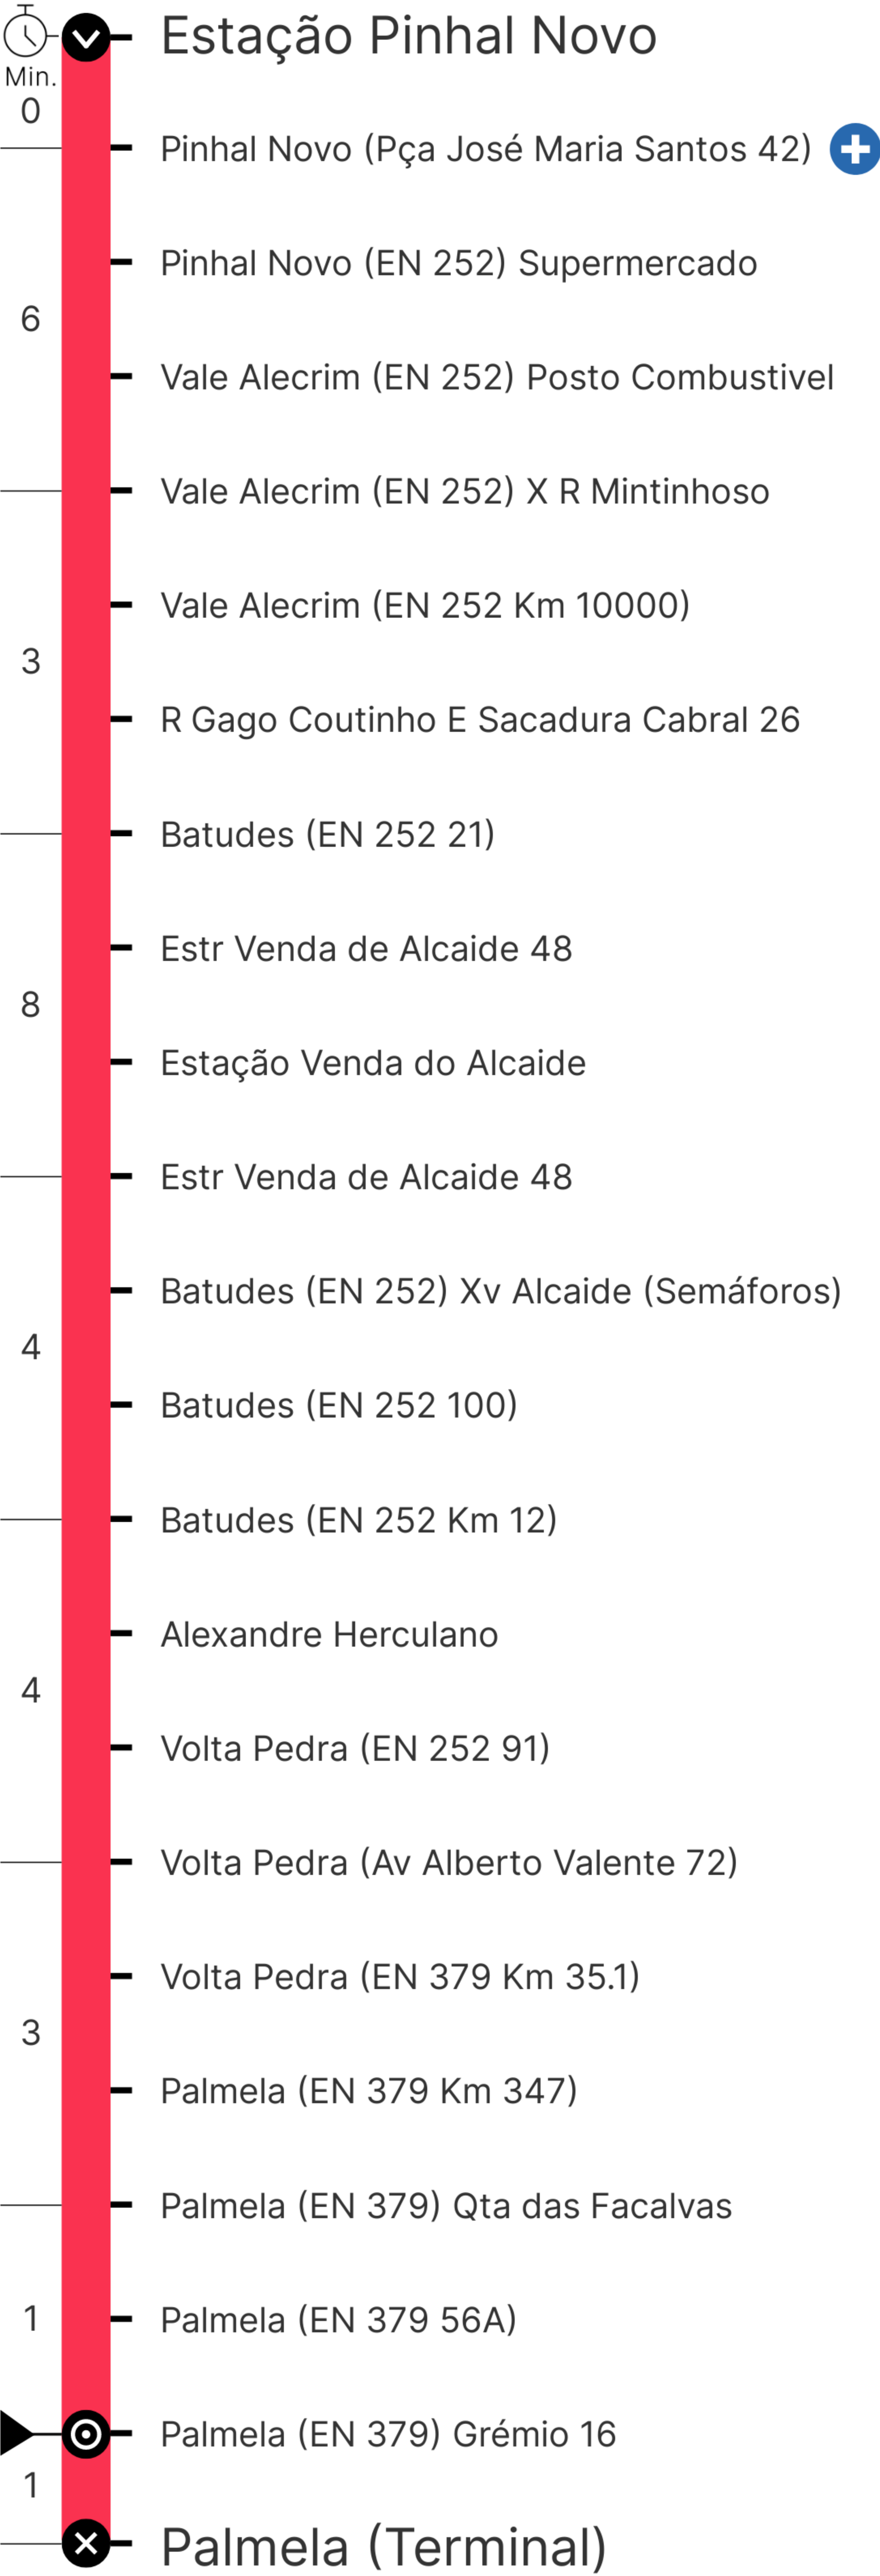 Estação Pinhal Novo
Min.
0
Pinhal Novo (Pça José Maria Santos 42)
Pinhal Novo (EN 252) Supermercado
6
Vale Alecrim (EN 252) Posto Combustivel
Vale Alecrim (EN 252) X R Mintinhoso
Vale Alecrim (EN 252 Km 10000)
3
R Gago Coutinho E Sacadura Cabral 26
Batudes (EN 252 21)
Estr Venda de Alcaide 48
8
Estação Venda do Alcaide
Estr Venda de Alcaide 48
Batudes (EN 252) Xv Alcaide (Semáforos)
4
Batudes (EN 252 100)
Batudes (EN 252 Km 12)
Alexandre Herculano
4
Volta Pedra (EN 252 91)
Volta Pedra (Av Alberto Valente 72)
Volta Pedra (EN 379 Km 35.1)
3
Palmela (EN 379 Km 347)
Palmela (EN 379) Qta das Facalvas
1
Palmela (EN 379 56A)
Palmela (EN 379) Grémio 16
1
Palmela (Terminal)